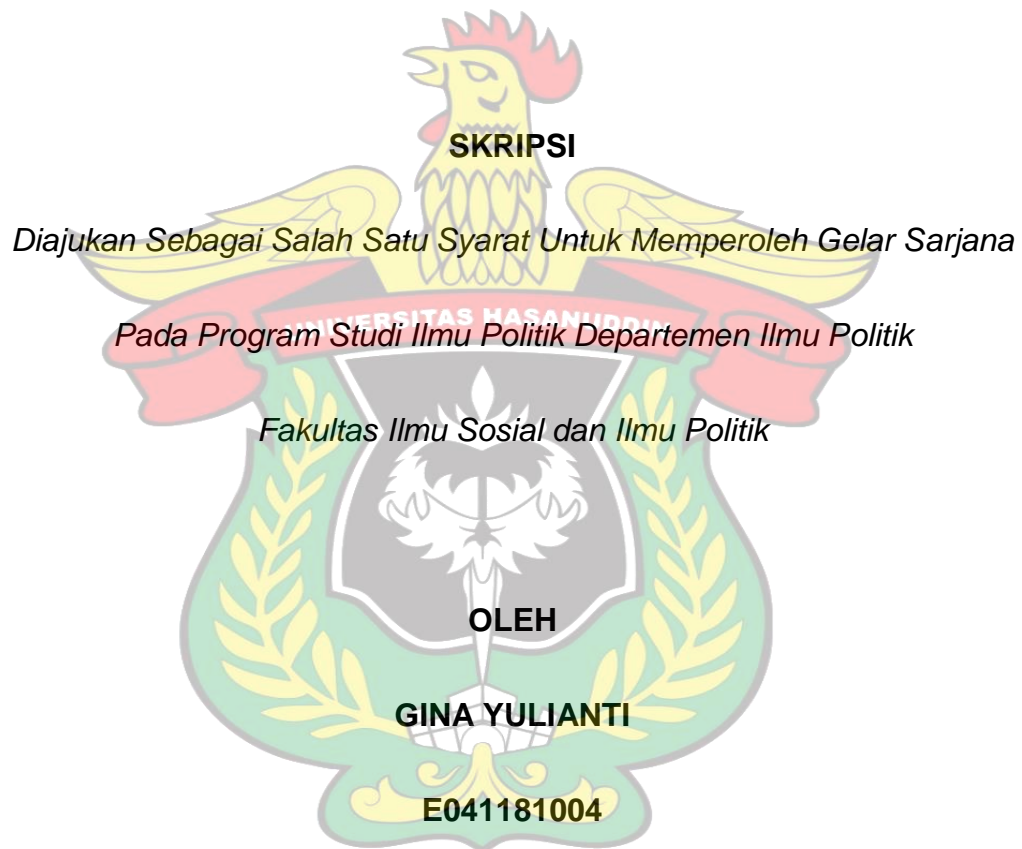 SKRIPSI
Diajukan Sebagai Salah Satu Syarat Untuk Memperoleh Gelar Sarjana
UNIVERSITAS HASANUDDIN
Pada Program Studi Ilmu Politik Departemen Ilmu Politik
Fakultas Ilmu Sosial dan Ilmu Politik
OLEH
GINA YULIANTI
E041181004